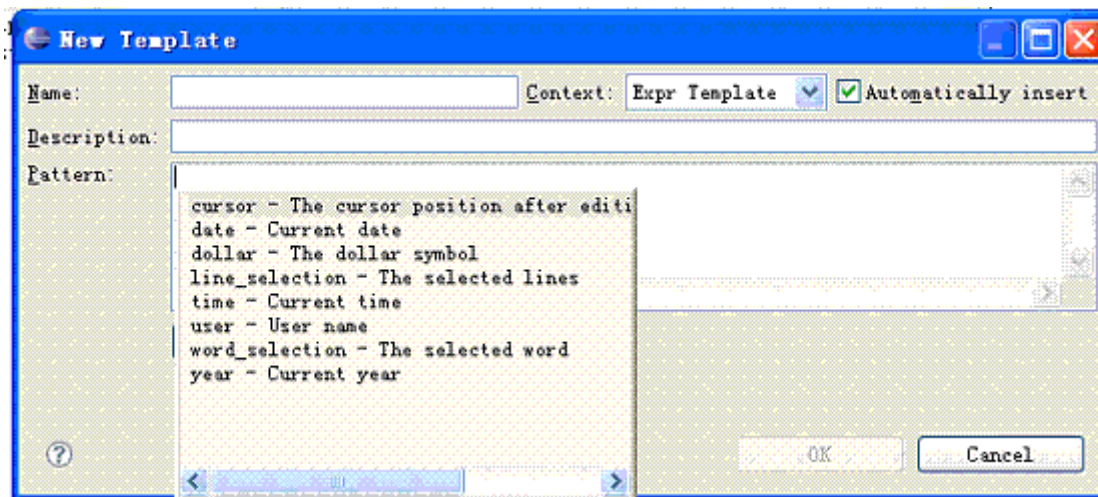 New Template
Name: Context: Expr Template Automatically insert
Description:
Pattern:
cursor - The cursor position after editi
date - Current date
dollar - The dollar symbol
line_selection - The selected lines
time - Current time
user - User name
word_selection - The selected word
year - Current year
? OK Cancel